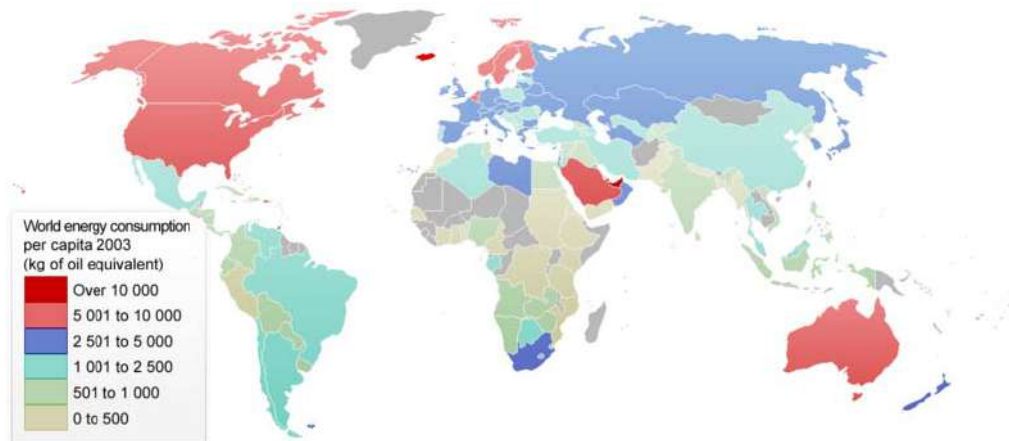 World energy consumption
per capita 2003
(kg of oil equivalent)
Over 10 000
5 001 to 10 000
2 501 to 5 000
1 001 to 2 500
501 to 1 000
0 to 500